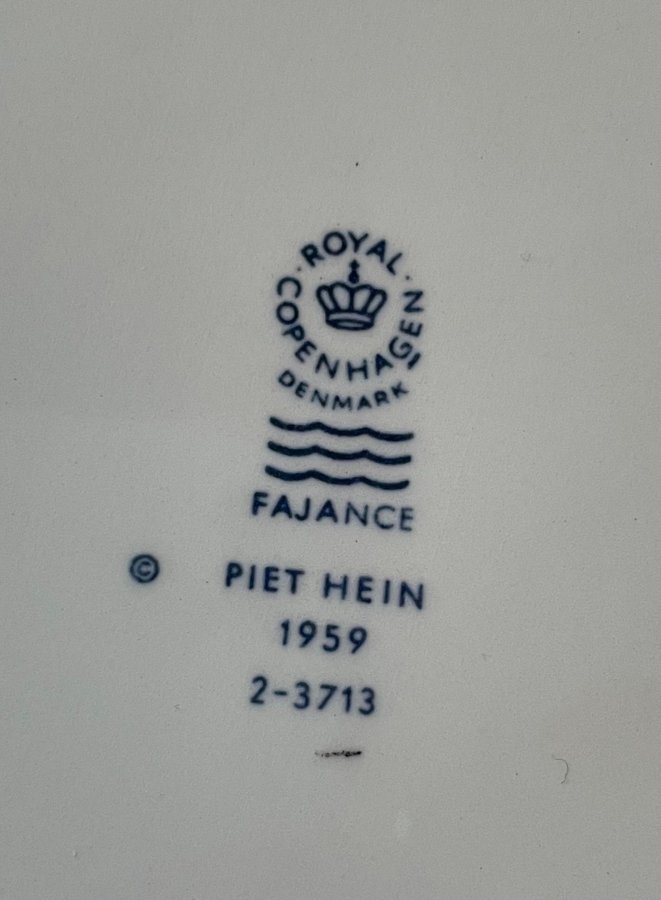 ROYAL
COPENHAGEN
DENMARK
FAJANCE
© PIET HEIN
1959
2-3713